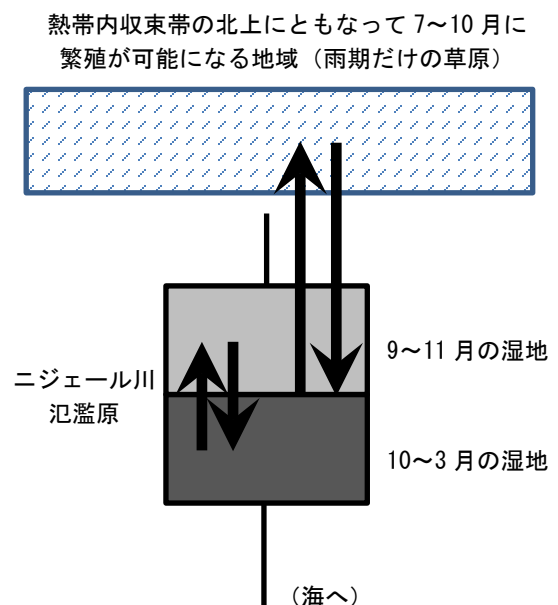 熱帯内収束帯の北上にともなって 7～10 月に
繁殖が可能になる地域（雨期だけの草原）
9～11 月の湿地
ニジェール川
氾濫原
10～3 月の湿地
（海へ）